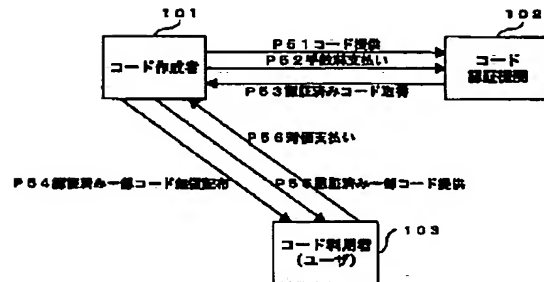 101
102
P51コード提供
P52手数料支払い
コード作成者
コード
認証機関
P53認証済みコード取得
P56対価支払い
P54認証済み一部コード無償配布
P55認証済み一部コード提供
103
コード利用者
(ユーザ)